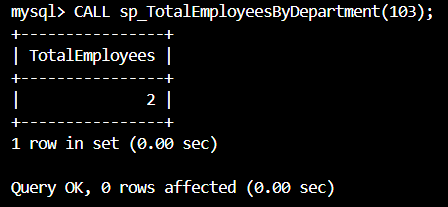 mysql> CALL sp_TotalEmployeesByDepartment(103);
+----------------+
| TotalEmployees |
+----------------+
|              2 |
+----------------+
1 row in set (0.00 sec)

Query OK, 0 rows affected (0.00 sec)